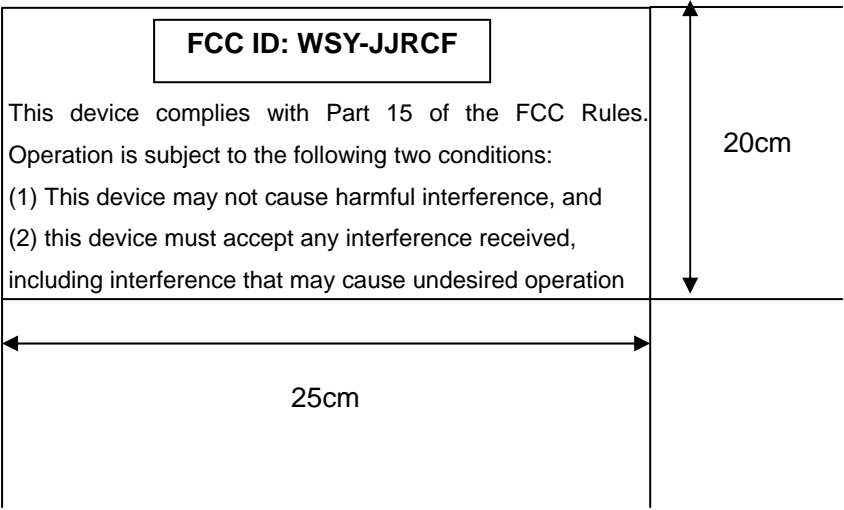 FCC ID: WSY-JJRCF
This device complies with Part 15 of the FCC Rules.
Operation is subject to the following two conditions:
(1) This device may not cause harmful interference, and
(2) this device must accept any interference received,
including interference that may cause undesired operation
20cm
25cm